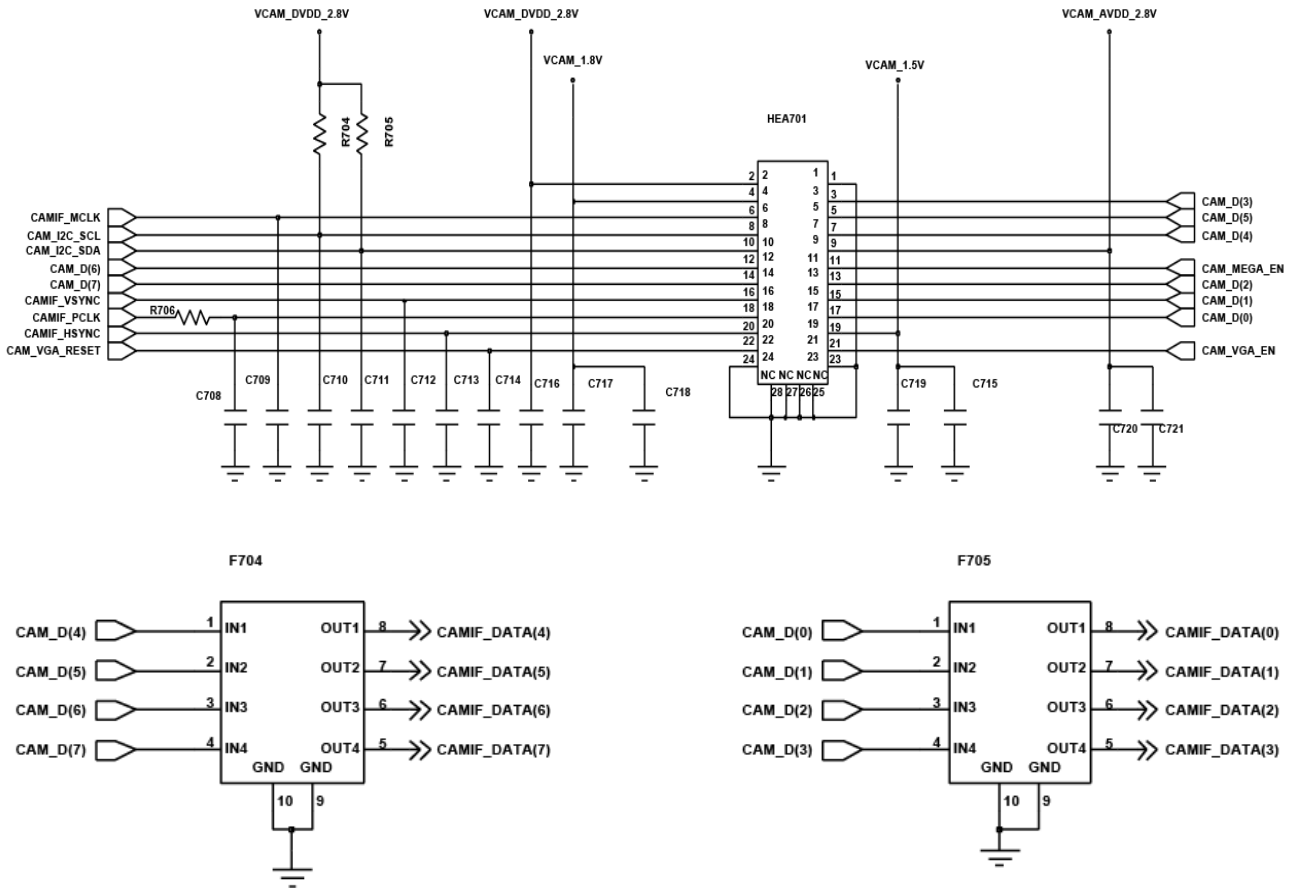 VCAM_DVDD_2.8V VCAM_DVDD_2.8V VCAM_AVDD_2.8V
VCAM_1.8V VCAM_1.5V
HEA701
R704 R705
2 2 1 1
4 4 3 3
CAMIF_MCLK 6 6 5 5 CAM_D(3)
CAM_I2C_SCL 8 8 7 7 CAM_D(5)
CAM_I2C_SDA 10 10 9 9 CAM_D(4)
CAM_D(6) 12 12 11 11 CAM_MEGA_EN
CAM_D(7) 14 14 13 13 CAM_D(2)
CAMIF_VSYNC 16 16 15 15 CAM_D(1)
CAMIF_PCLK R706 18 18 17 17 CAM_D(0)
CAMIF_HSYNC 20 20 19 19
CAM_VGA_RESET 22 22 21 21 CAM_VGA_EN
24 24 23 23
NC NC NC NC
28 27 26 25
C708 C709 C710 C711 C712 C713 C714 C716 C717 C718 C719 C715 C720 C721
F704 F705
CAM_D(4) 1 IN1 OUT1 8 CAMIF_DATA(4)
CAM_D(5) 2 IN2 OUT2 7 CAMIF_DATA(5)
CAM_D(6) 3 IN3 OUT3 6 CAMIF_DATA(6)
CAM_D(7) 4 IN4 OUT4 5 CAMIF_DATA(7)
GND GND
10 9
CAM_D(0) 1 IN1 OUT1 8 CAMIF_DATA(0)
CAM_D(1) 2 IN2 OUT2 7 CAMIF_DATA(1)
CAM_D(2) 3 IN3 OUT3 6 CAMIF_DATA(2)
CAM_D(3) 4 IN4 OUT4 5 CAMIF_DATA(3)
GND GND
10 9